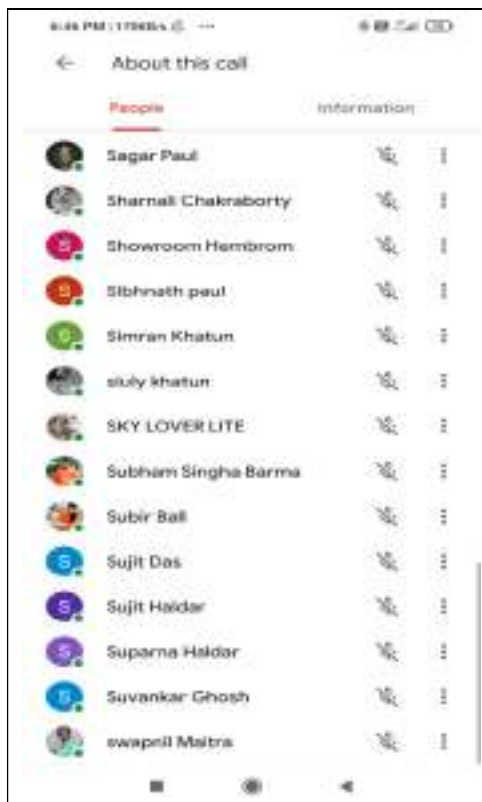 About this call
People Information
Sagar Paul
Sharnali Chakraborty
S Showroom Hembrom
S Sibhnath paul
S Simran Khatun
siuly khatun
SKY LOVER LITE
Subham Singha Barma
Subir Ball
S Sujit Das
S Sujit Haldar
S Suparna Haldar
S Suvankar Ghosh
swapnil Maitra